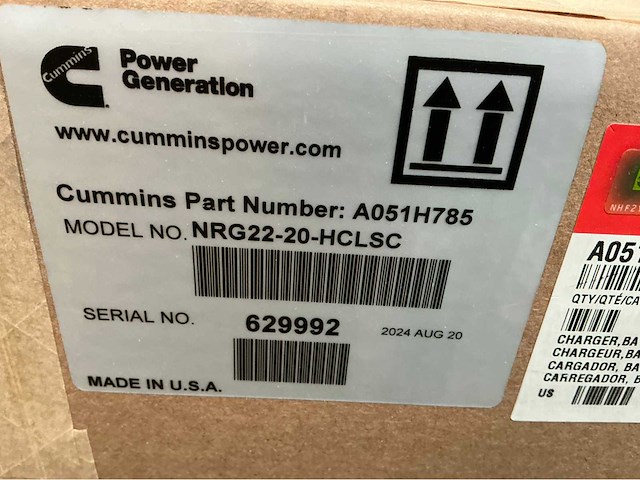 Cummins
Power
Generation
www.cumminspower.com
Cummins Part Number: A051H785
MODEL NO. NRG22-20-HCLSC
SERIAL NO. 629992 2024 AUG 20
MADE IN U.S.A.
A051
QTY/QTÉ/CA
CHARGER,BA
CHARGEUR,BA
CARGADOR, BA
CARREGADOR, B
US